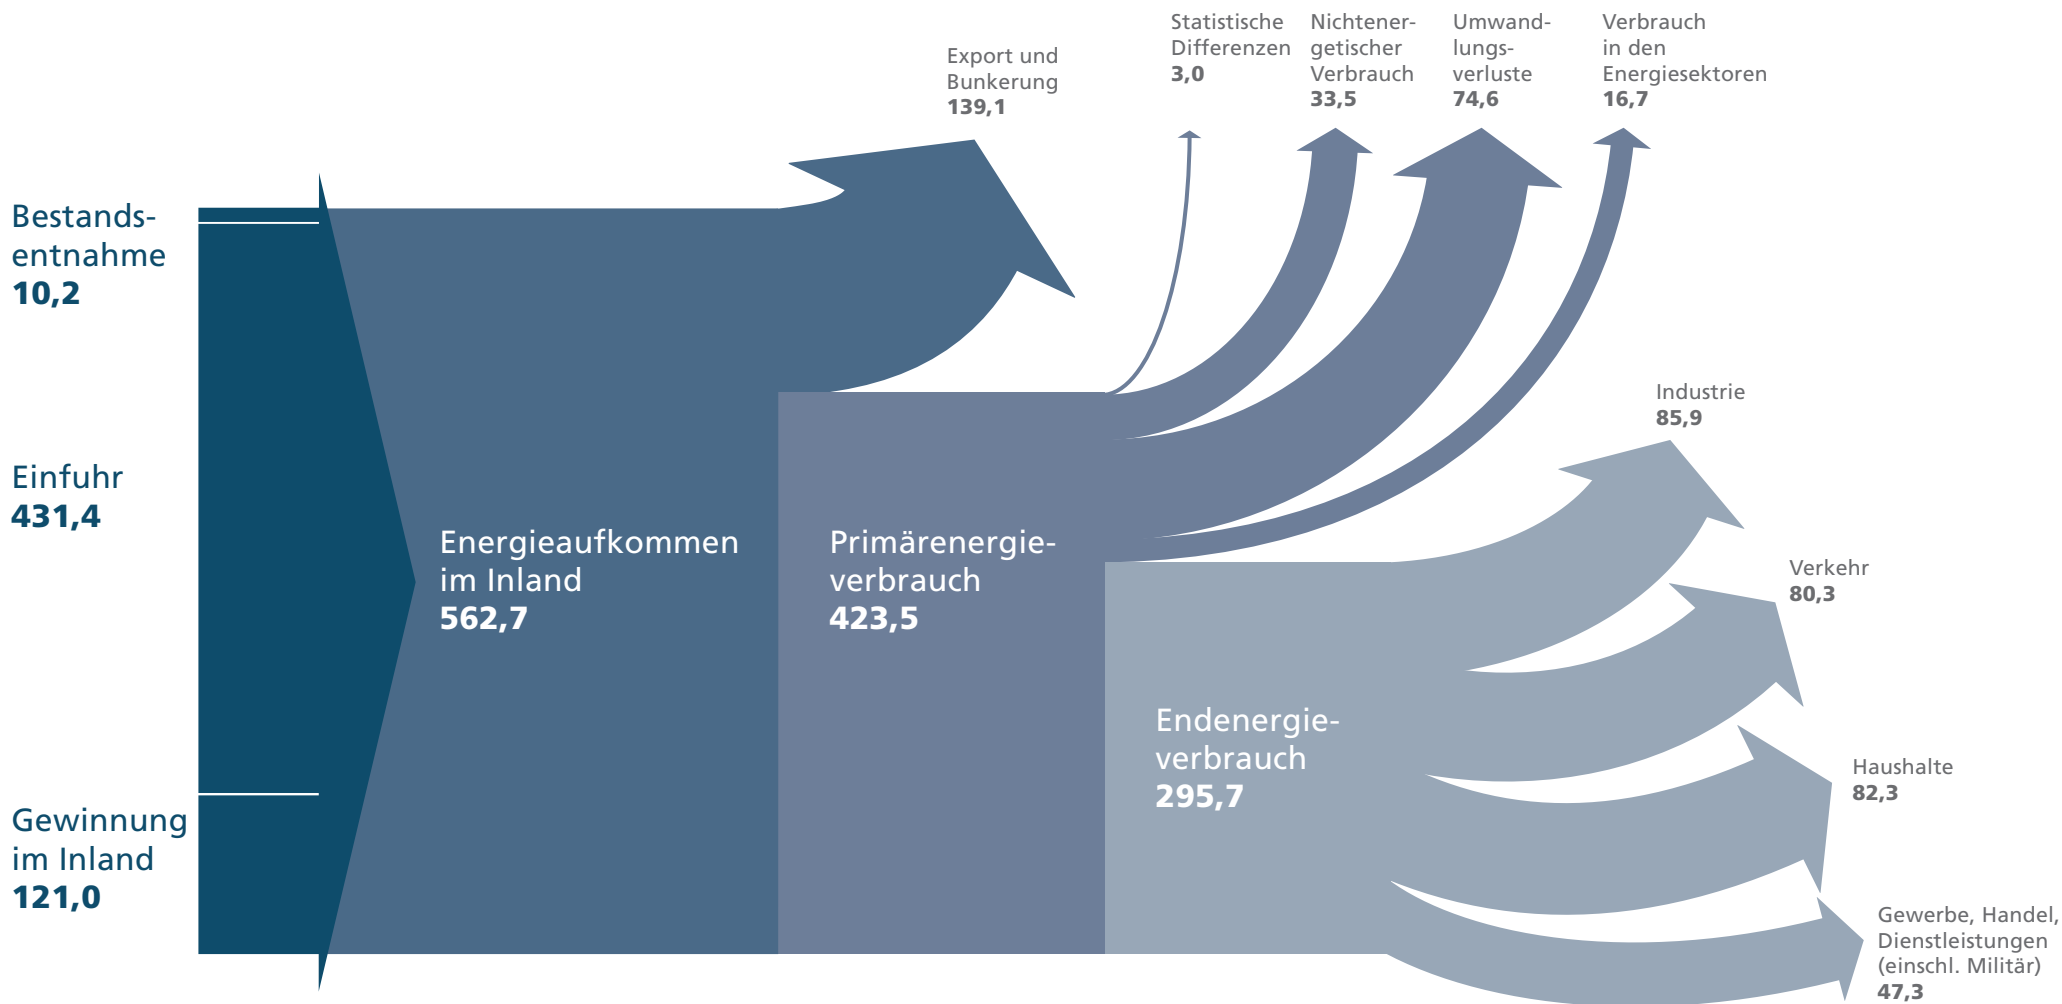 Bestands-
entnahme
10,2
Einfuhr
431,4
Gewinnung
im Inland
121,0
Energieaufkommen
im Inland
562,7
Export und
Bunkerung
139,1
Primärenergie-
verbrauch
423,5
Statistische
Differenzen
3,0
Nichtener-
getischer
Verbrauch
33,5
Umwand-
lungs-
verluste
74,6
Verbrauch
in den
Energiesektoren
16,7
Endenergie-
verbrauch
295,7
Industrie
85,9
Verkehr
80,3
Haushalte
82,3
Gewerbe, Handel,
Dienstleistungen
(einschl. Militär)
47,3